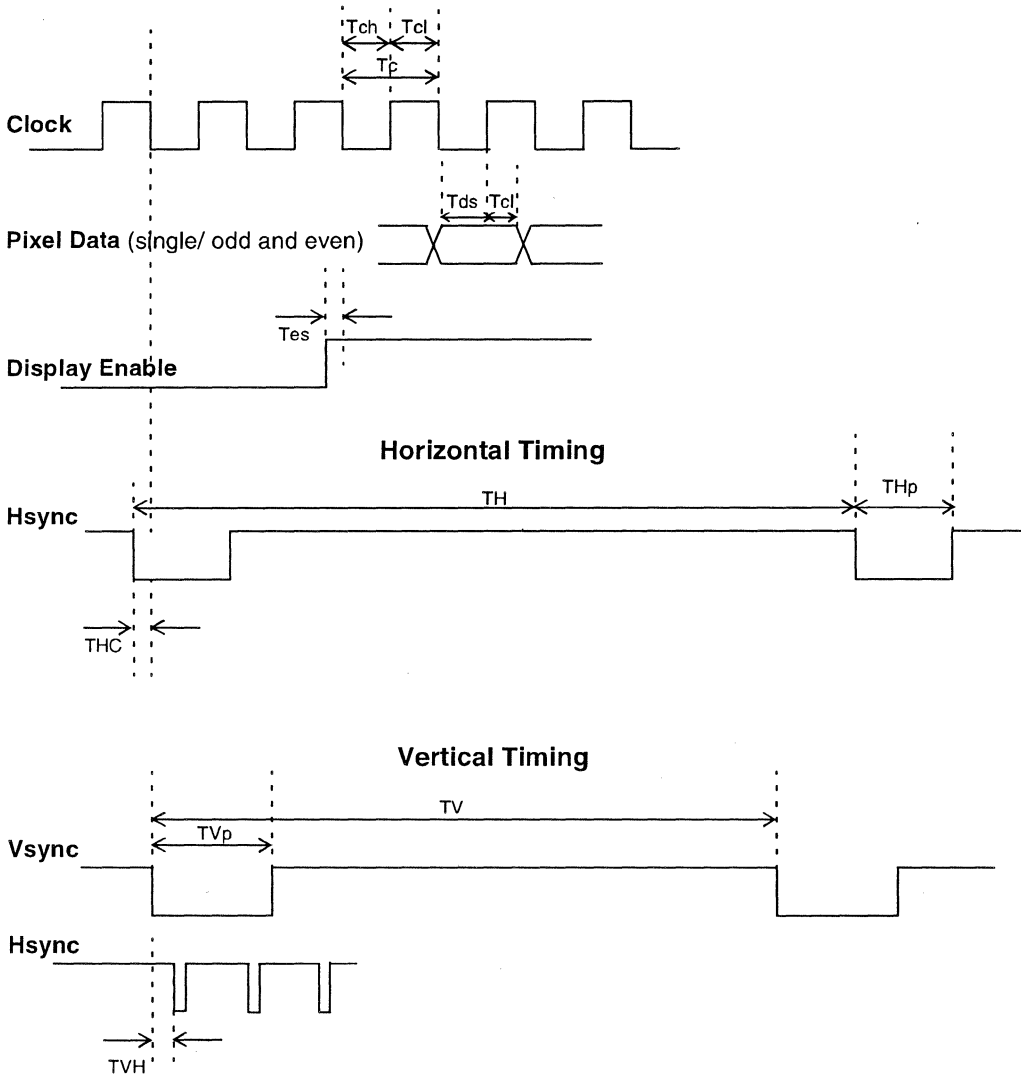 Tch Tcl
Tc
Clock
Tds Tcl
Pixel Data (single/ odd and even)
Tes
Display Enable
Horizontal Timing
TH THp
Hsync
THC
Vertical Timing
TV
TVp
Vsync
Hsync
TVH